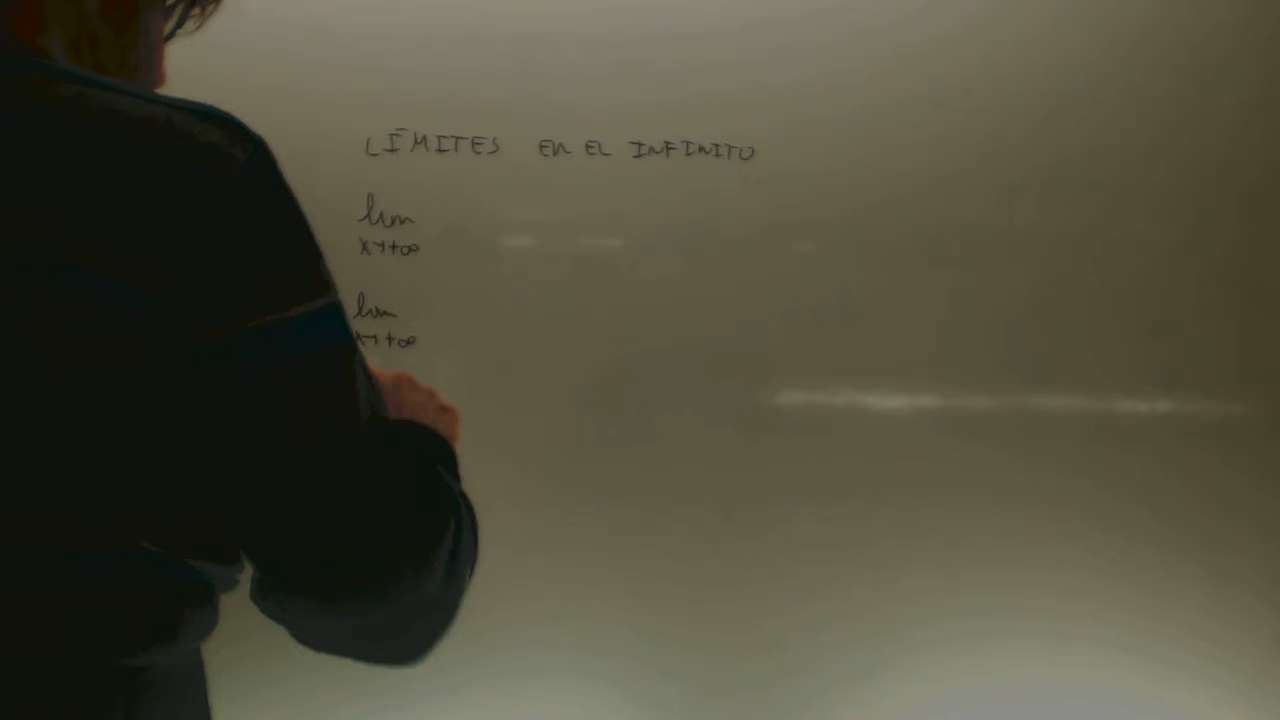 LÍMITES EN EL INFINITO
lim
x→+∞
lim
x→+∞